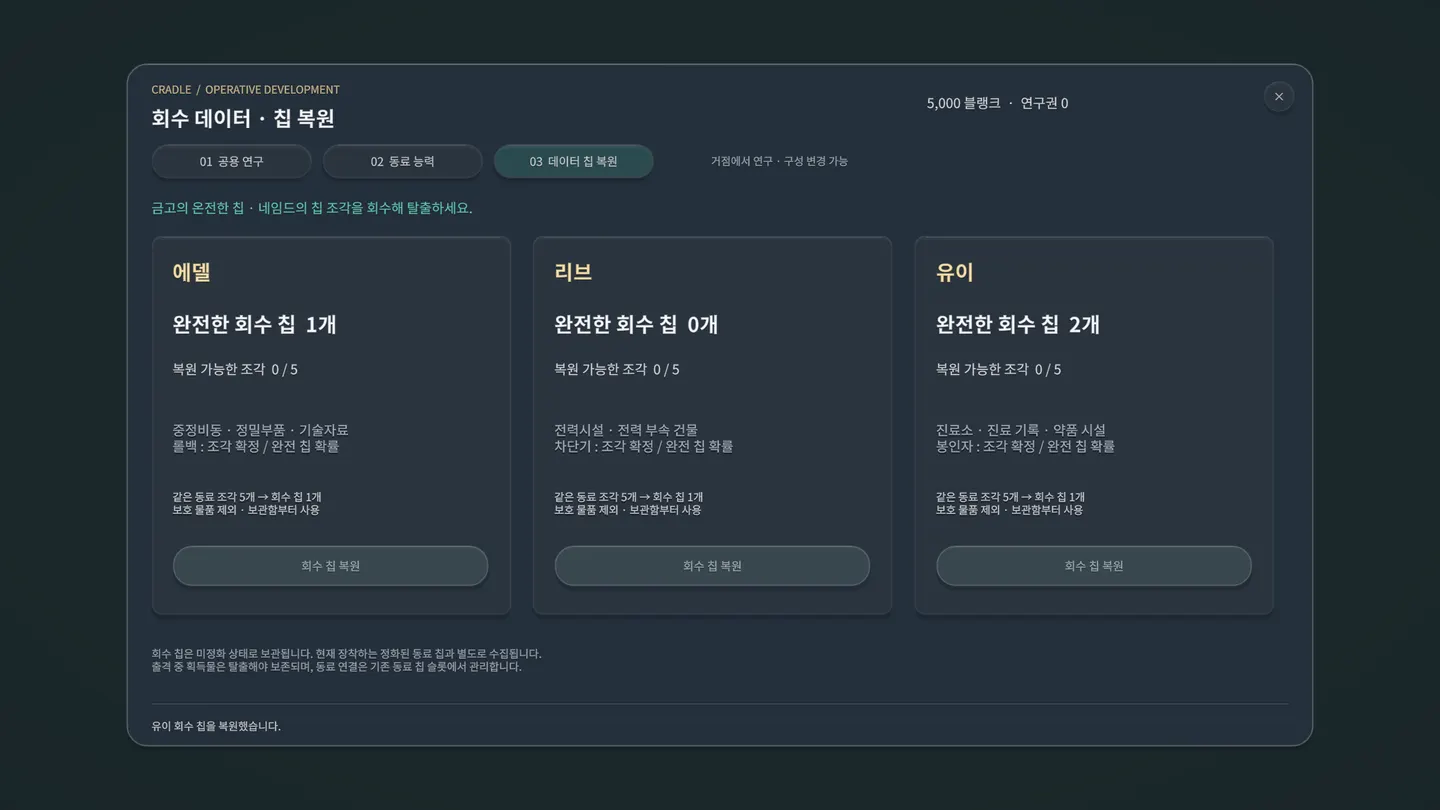 CRADLE / OPERATIVE DEVELOPMENT
회수 데이터 · 칩 복원
5,000 블랭크 · 연구권 0
×
01 공용 연구
02 동료 능력
03 데이터 칩 복원
거점에서 연구 · 구성 변경 가능
금고의 온전한 칩 · 네임드의 칩 조각을 회수해 탈출하세요.
에델
완전한 회수 칩 1개
복원 가능한 조각 0 / 5
중정비동 · 정밀부품 · 기술자료
롤백 : 조각 확정 / 완전 칩 확률
같은 동료 조각 5개 → 회수 칩 1개
보호 물품 제외 · 보관함부터 사용
회수 칩 복원
리브
완전한 회수 칩 0개
복원 가능한 조각 0 / 5
전력시설 · 전력 부속 건물
차단기 : 조각 확정 / 완전 칩 확률
같은 동료 조각 5개 → 회수 칩 1개
보호 물품 제외 · 보관함부터 사용
회수 칩 복원
유이
완전한 회수 칩 2개
복원 가능한 조각 0 / 5
진료소 · 진료 기록 · 약품 시설
봉인자 : 조각 확정 / 완전 칩 확률
같은 동료 조각 5개 → 회수 칩 1개
보호 물품 제외 · 보관함부터 사용
회수 칩 복원
회수 칩은 미정화 상태로 보관됩니다. 현재 장착하는 정화된 동료 칩과 별도로 수집됩니다.
출격 중 획득물은 탈출해야 보존되며, 동료 연결은 기존 동료 칩 슬롯에서 관리합니다.
유이 회수 칩을 복원했습니다.